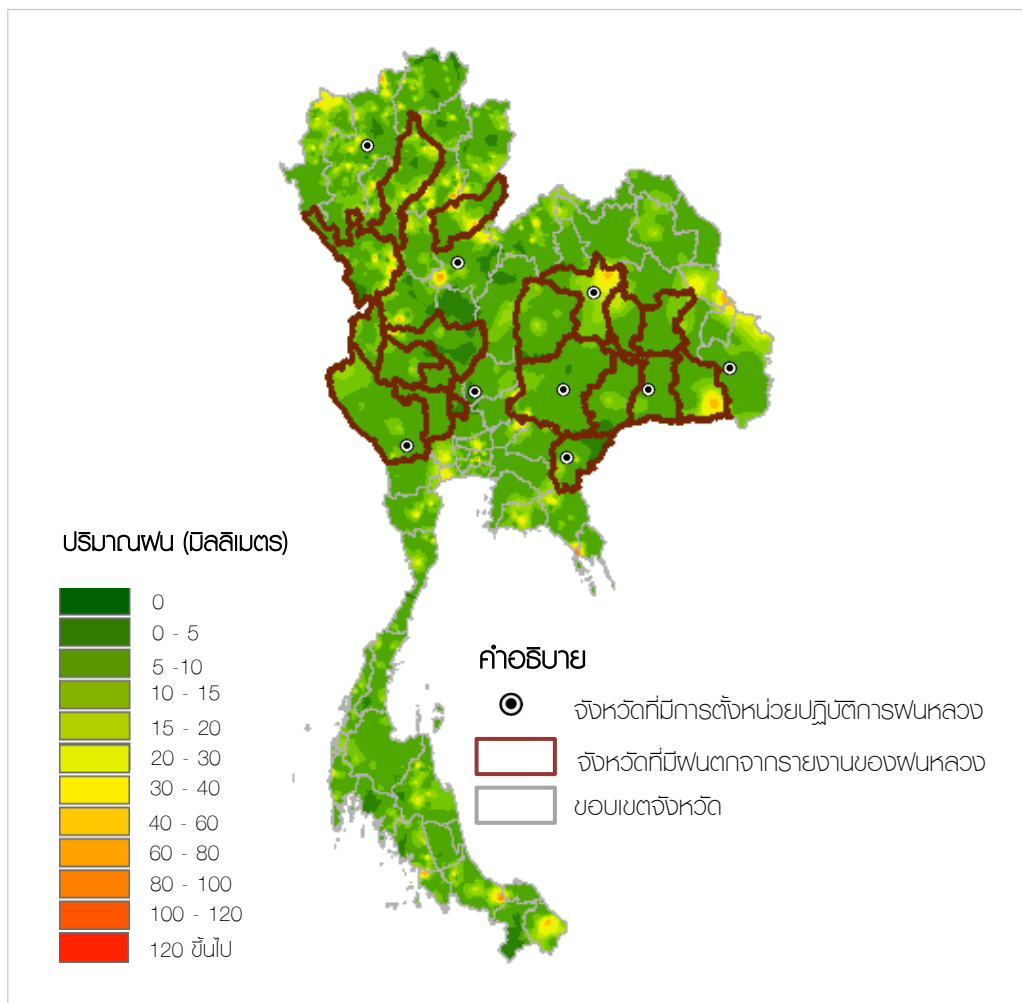 ปริมาณฝน (มิลลิเมตร)
0
0 - 5
5 -10
10 - 15
15 - 20
20 - 30
30 - 40
40 - 60
60 - 80
80 - 100
100 - 120
120 ขึ้นไป
คำอธิบาย
จังหวัดที่มีการตั้งหน่วยปฏิบัติการฝนหลวง
จังหวัดที่มีฝนตกจากรายงานของฝนหลวง
ขอบเขตจังหวัด